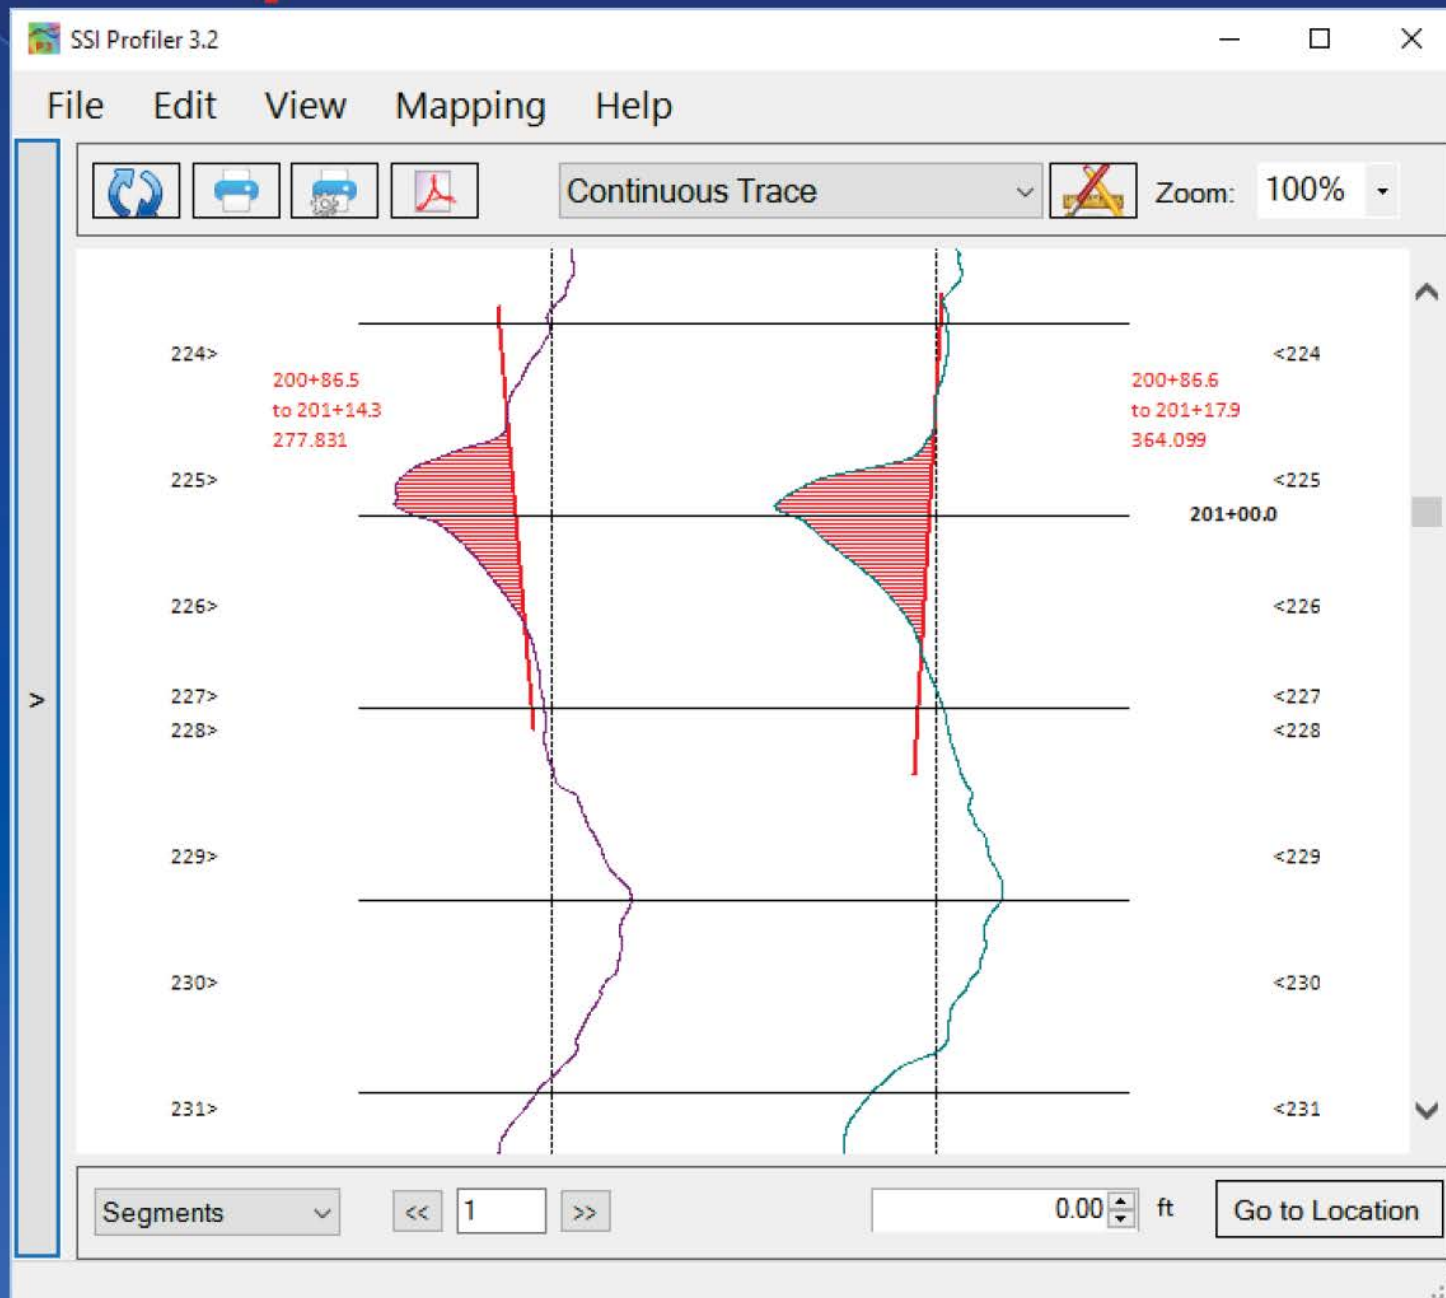 SSI Profiler 3.2
File Edit View Mapping Help
Continuous Trace
Zoom: 100%
224> <224
200+86.5
to 201+14.3
277.831
200+86.6
to 201+17.9
364.099
225> <225
201+00.0
226> <226
227> <227
228> <228
229> <229
230> <230
231> <231
Segments << 1 >> 0.00 ft Go to Location